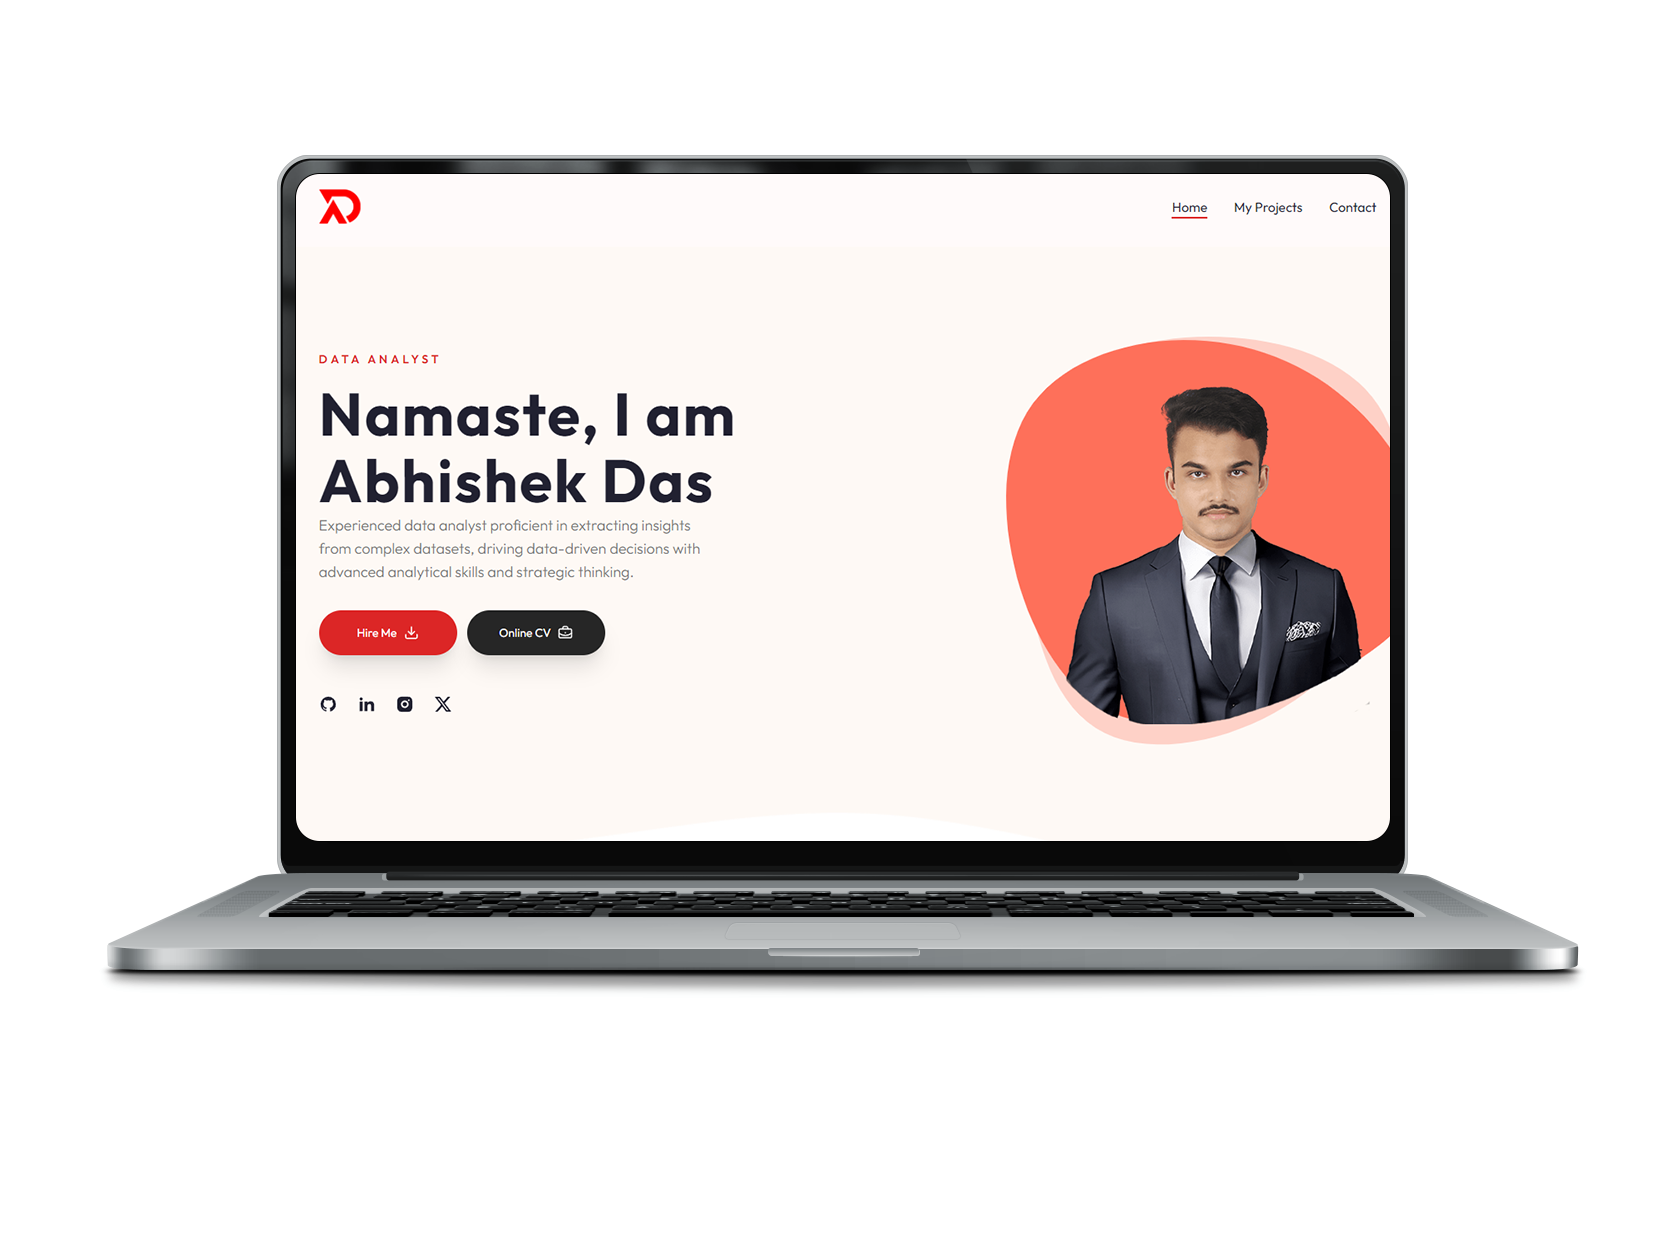 Home
My Projects
Contact
DATA ANALYST
Namaste, I am
Abhishek Das
Experienced data analyst proficient in extracting insights
from complex datasets, driving data-driven decisions with
advanced analytical skills and strategic thinking.
Hire Me
Online CV